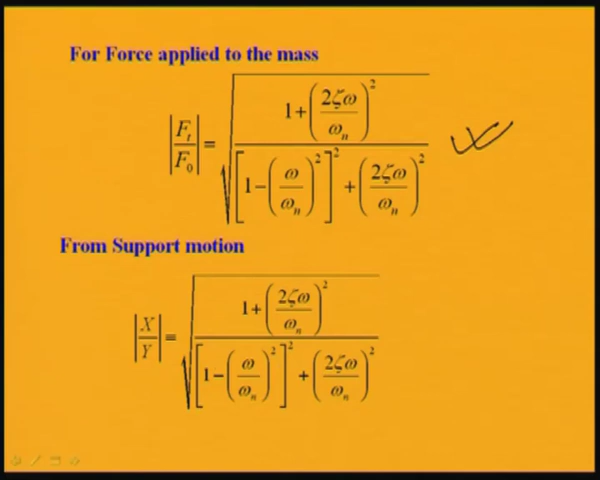 For Force applied to the mass
|F_t/F_0| = √( (1+(2ζω/ω_n)^2) / ([1−(ω/ω_n)^2]^2 + (2ζω/ω_n)^2) )
From Support motion
|X/Y| = √( (1+(2ζω/ω_n)^2) / ([1−(ω/ω_n)^2]^2 + (2ζω/ω_n)^2) )